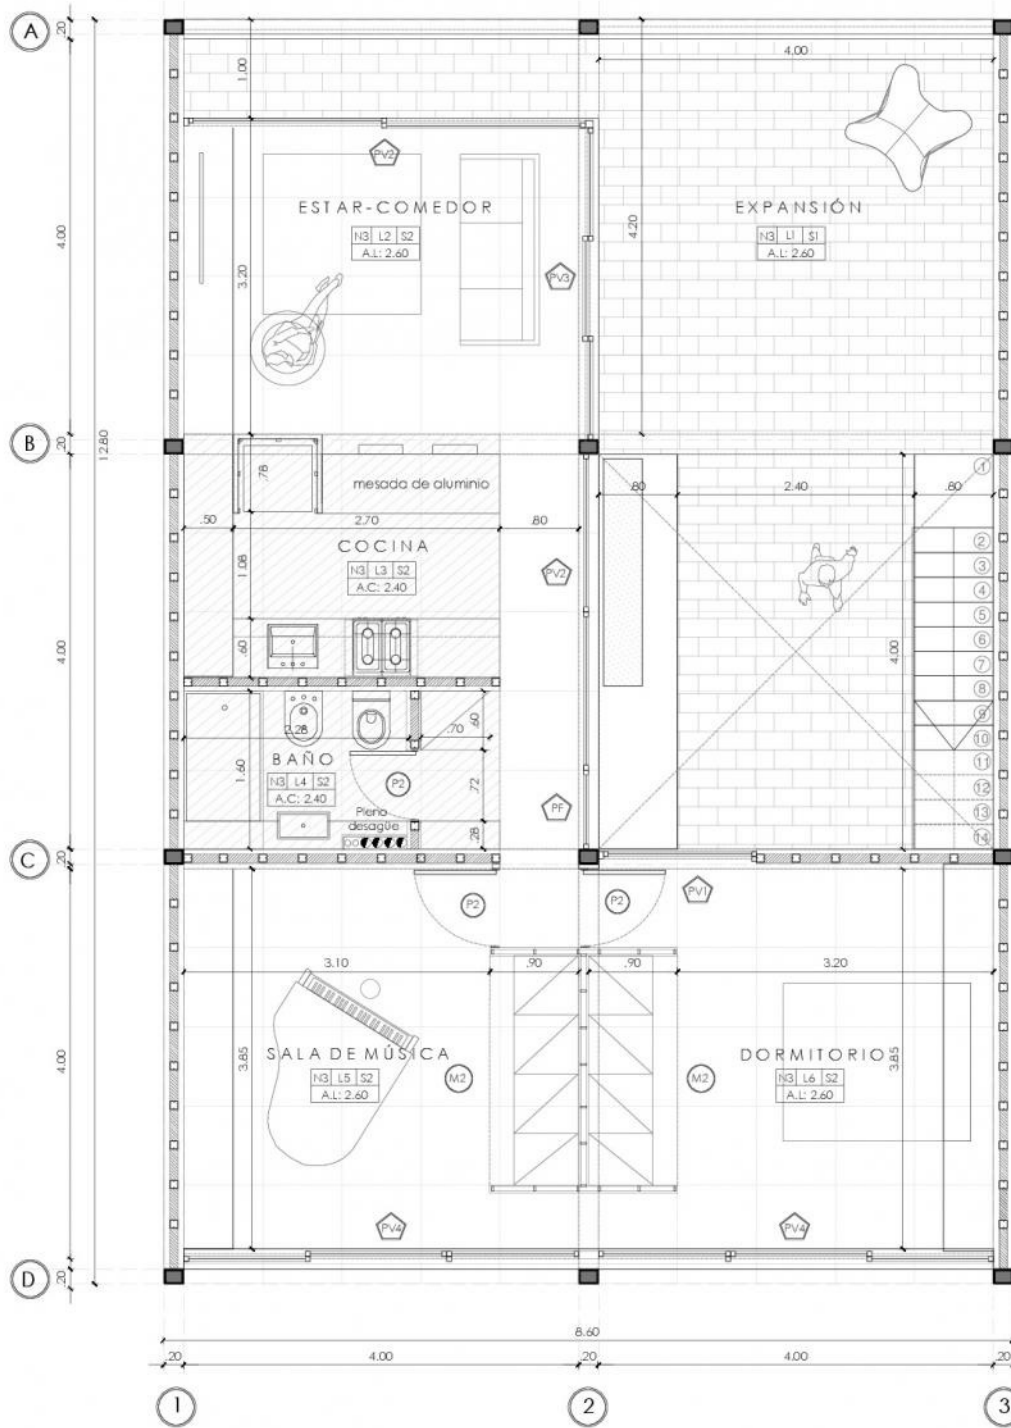 A
.20
4.00
1.00
PV2
ESTAR-COMEDOR
N3 L2 S2
A.L: 2.60
EXPANSIÓN
N3 L1 S1
A.L: 2.60
4.20
4.00
3.20
PV3
B
.20
12.80
.78
mesada de aluminio
.80
2.40
.80
1
.50
2.70
.80
COCINA
N3 L3 S2
A.C: 2.40
1.08
PV2
2
3
4
5
6
7
8
9
10
11
12
13
14
4.00
.60
4.00
2.28
.60
.70
BAÑO
N3 L4 S2
A.C: 2.40
1.60
P2
.72
Pleno
desagüe
.28
PF
C
.20
P2
P2
PV1
3.10
.90
.90
3.20
SALA DE MÚSICA
N3 L5 S2
A.L: 2.60
M2
M2
DORMITORIO
N3 L6 S2
A.L: 2.60
4.00
3.85
3.85
PV4
PV4
D
.20
8.60
.20
4.00
.20
4.00
.20
1
2
3